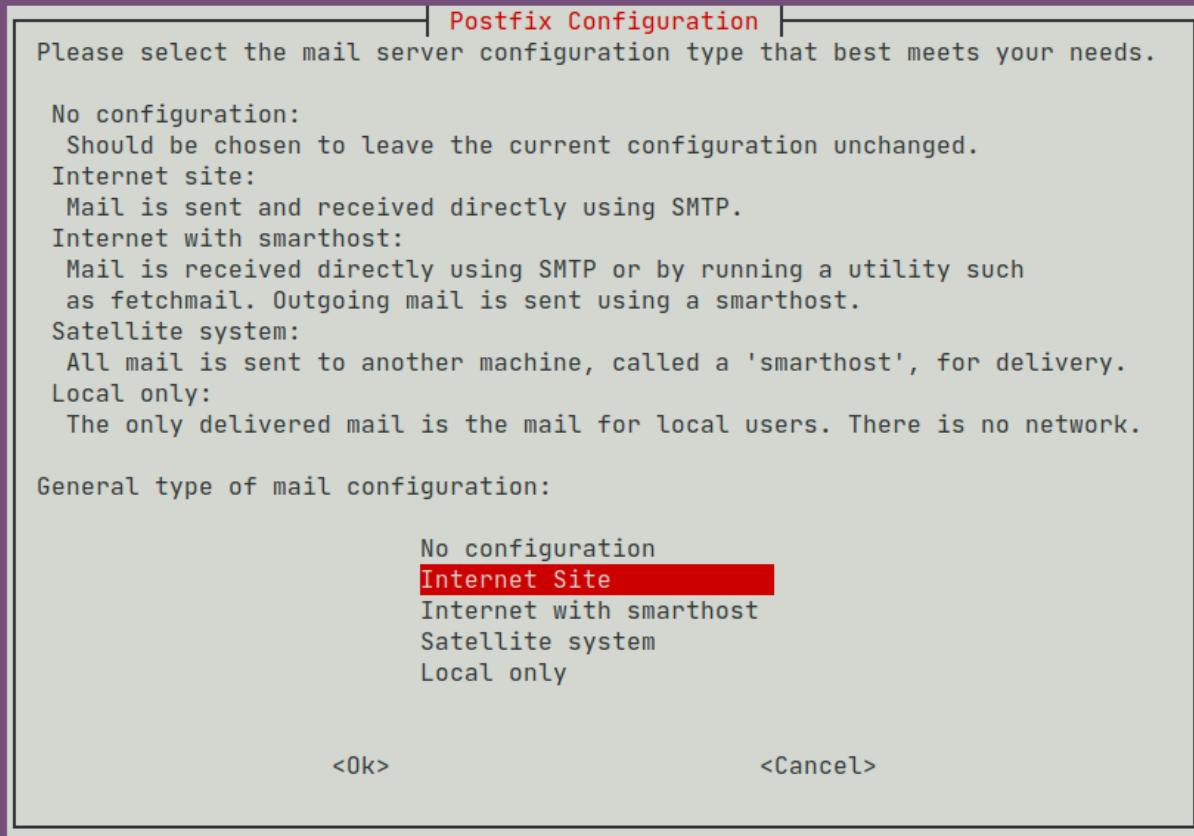 Postfix Configuration
Please select the mail server configuration type that best meets your needs.
No configuration:
Should be chosen to leave the current configuration unchanged.
Internet site:
Mail is sent and received directly using SMTP.
Internet with smarthost:
Mail is received directly using SMTP or by running a utility such
as fetchmail. Outgoing mail is sent using a smarthost.
Satellite system:
All mail is sent to another machine, called a 'smarthost', for delivery.
Local only:
The only delivered mail is the mail for local users. There is no network.
General type of mail configuration:
No configuration
Internet Site
Internet with smarthost
Satellite system
Local only
<Ok> <Cancel>